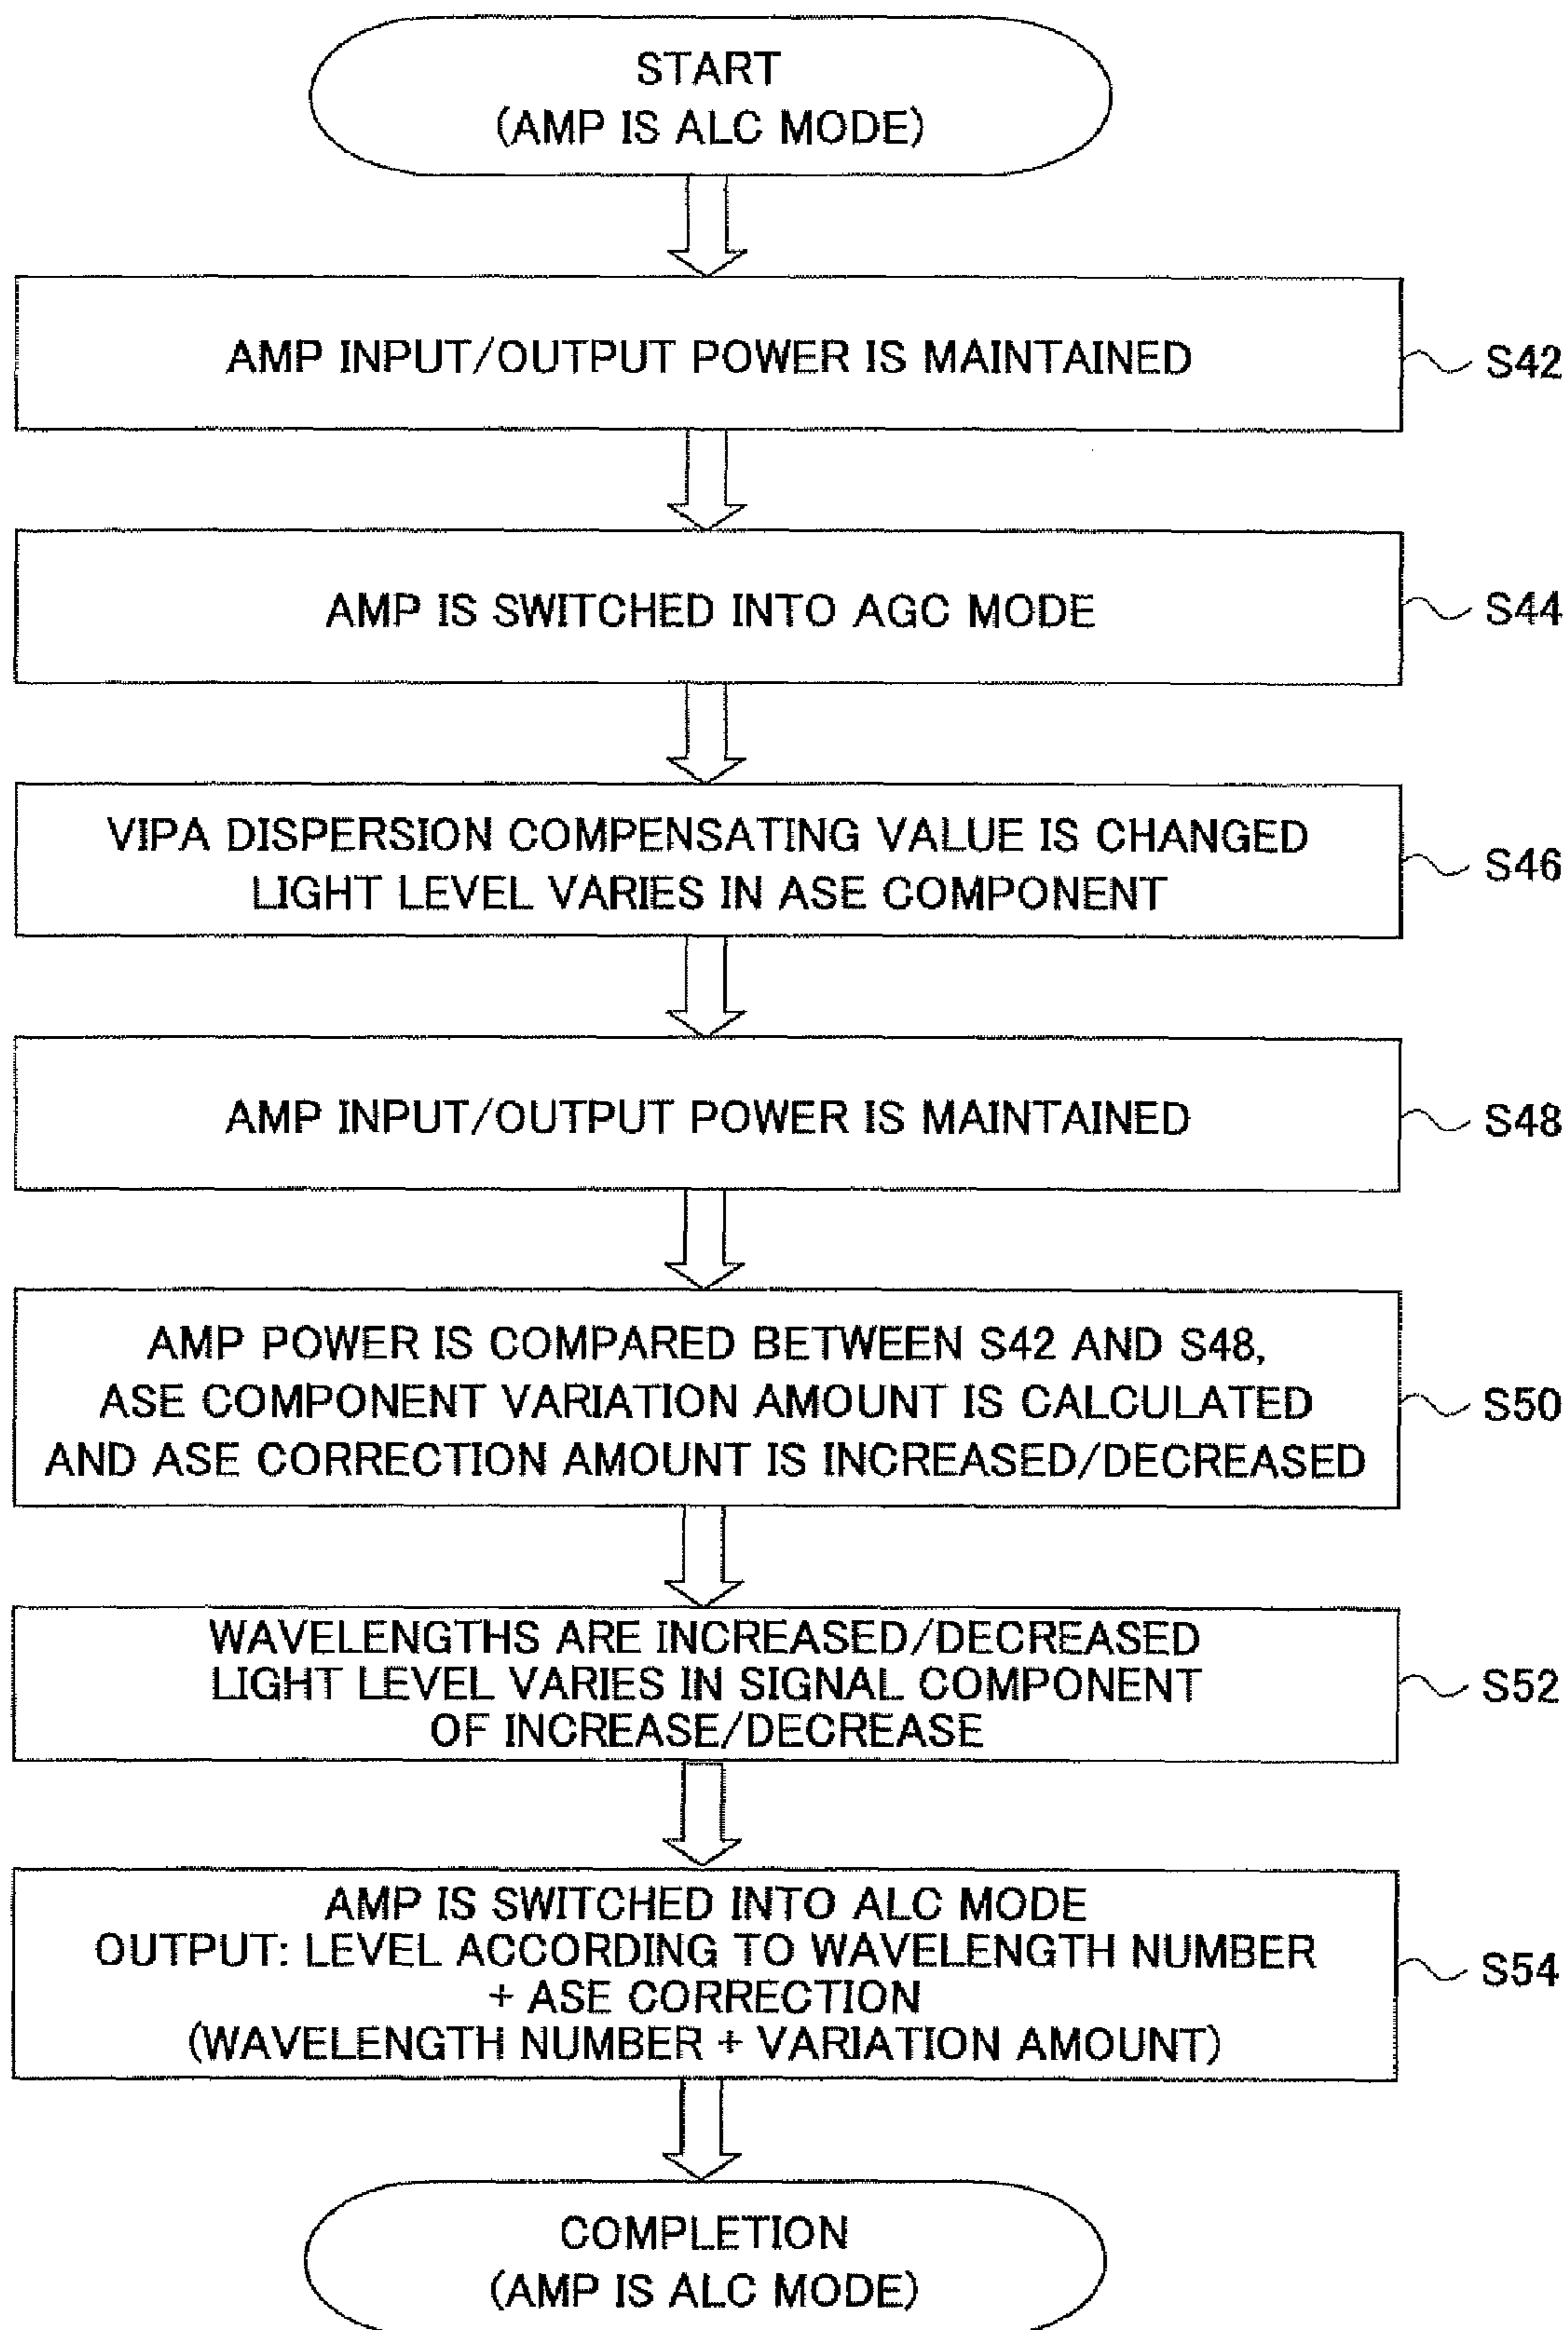 START
(AMP IS ALC MODE)
AMP INPUT/OUTPUT POWER IS MAINTAINED
S42
AMP IS SWITCHED INTO AGC MODE
S44
VIPA DISPERSION COMPENSATING VALUE IS CHANGED
LIGHT LEVEL VARIES IN ASE COMPONENT
S46
AMP INPUT/OUTPUT POWER IS MAINTAINED
S48
AMP POWER IS COMPARED BETWEEN S42 AND S48,
ASE COMPONENT VARIATION AMOUNT IS CALCULATED
AND ASE CORRECTION AMOUNT IS INCREASED/DECREASED
S50
WAVELENGTHS ARE INCREASED/DECREASED
LIGHT LEVEL VARIES IN SIGNAL COMPONENT
OF INCREASE/DECREASE
S52
AMP IS SWITCHED INTO ALC MODE
OUTPUT: LEVEL ACCORDING TO WAVELENGTH NUMBER
+ ASE CORRECTION
(WAVELENGTH NUMBER + VARIATION AMOUNT)
S54
COMPLETION
(AMP IS ALC MODE)